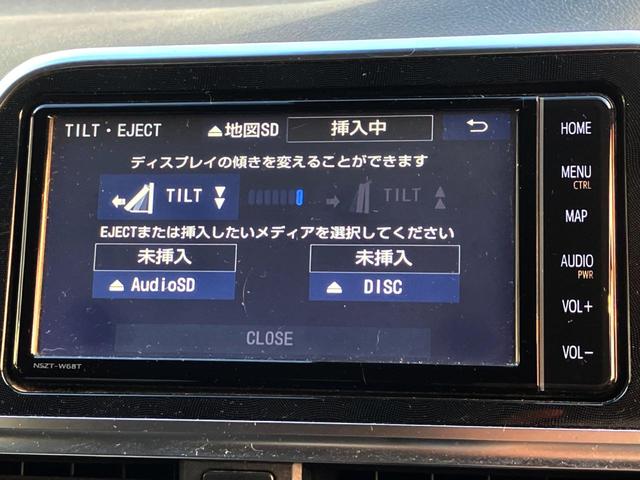 TILT・EJECT ▲地図SD 挿入中
ディスプレイの傾きを変えることができます
TILT TILT
EJECTまたは挿入したいメディアを選択してください
未挿入 未挿入
▲ AudioSD ▲ DISC
CLOSE
NSZT-W68T
HOME
MENU
CTRL
MAP
AUDIO
PWR
VOL+
VOL−